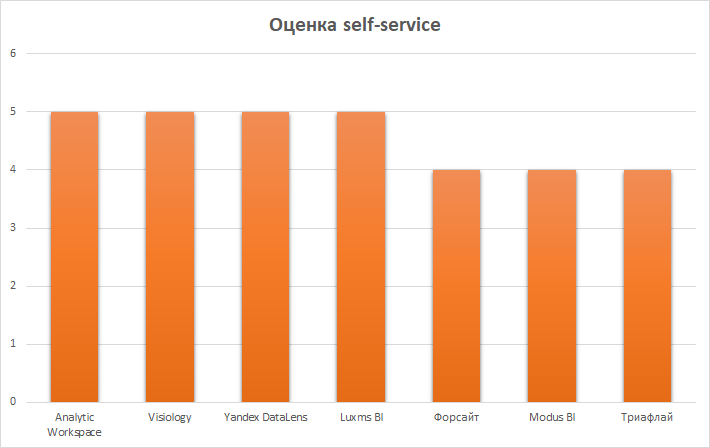 Оценка self-service
6
5
4
3
2
1
0
Analytic
Workspace
Visiology
Yandex DataLens
Luxms BI
Форсайт
Modus BI
Триафлай